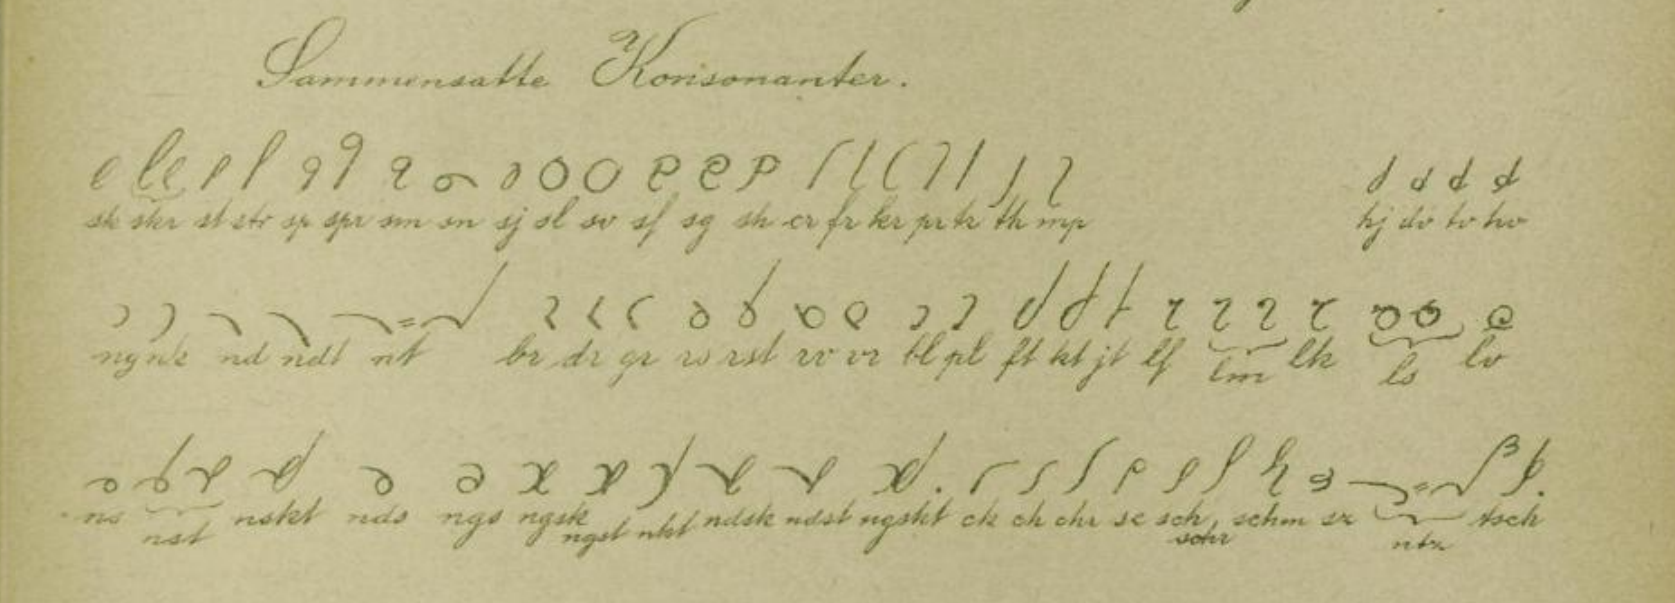 Sammensatte Konsonanter.
sk skr st str sp spr sm sn sj sl sv sf sg sh cr fr kr pr tr th mp hj dv tv hv
ng nk nd ndt nt br dr gr rs rst rv vr bl pl ft kt jt lf lm lk ls lv
ns nst nskt nds ngs ngsk ngst nkt ndsk ndst ngskt ck ch chr sc sch, schr schm sz ntz tsch